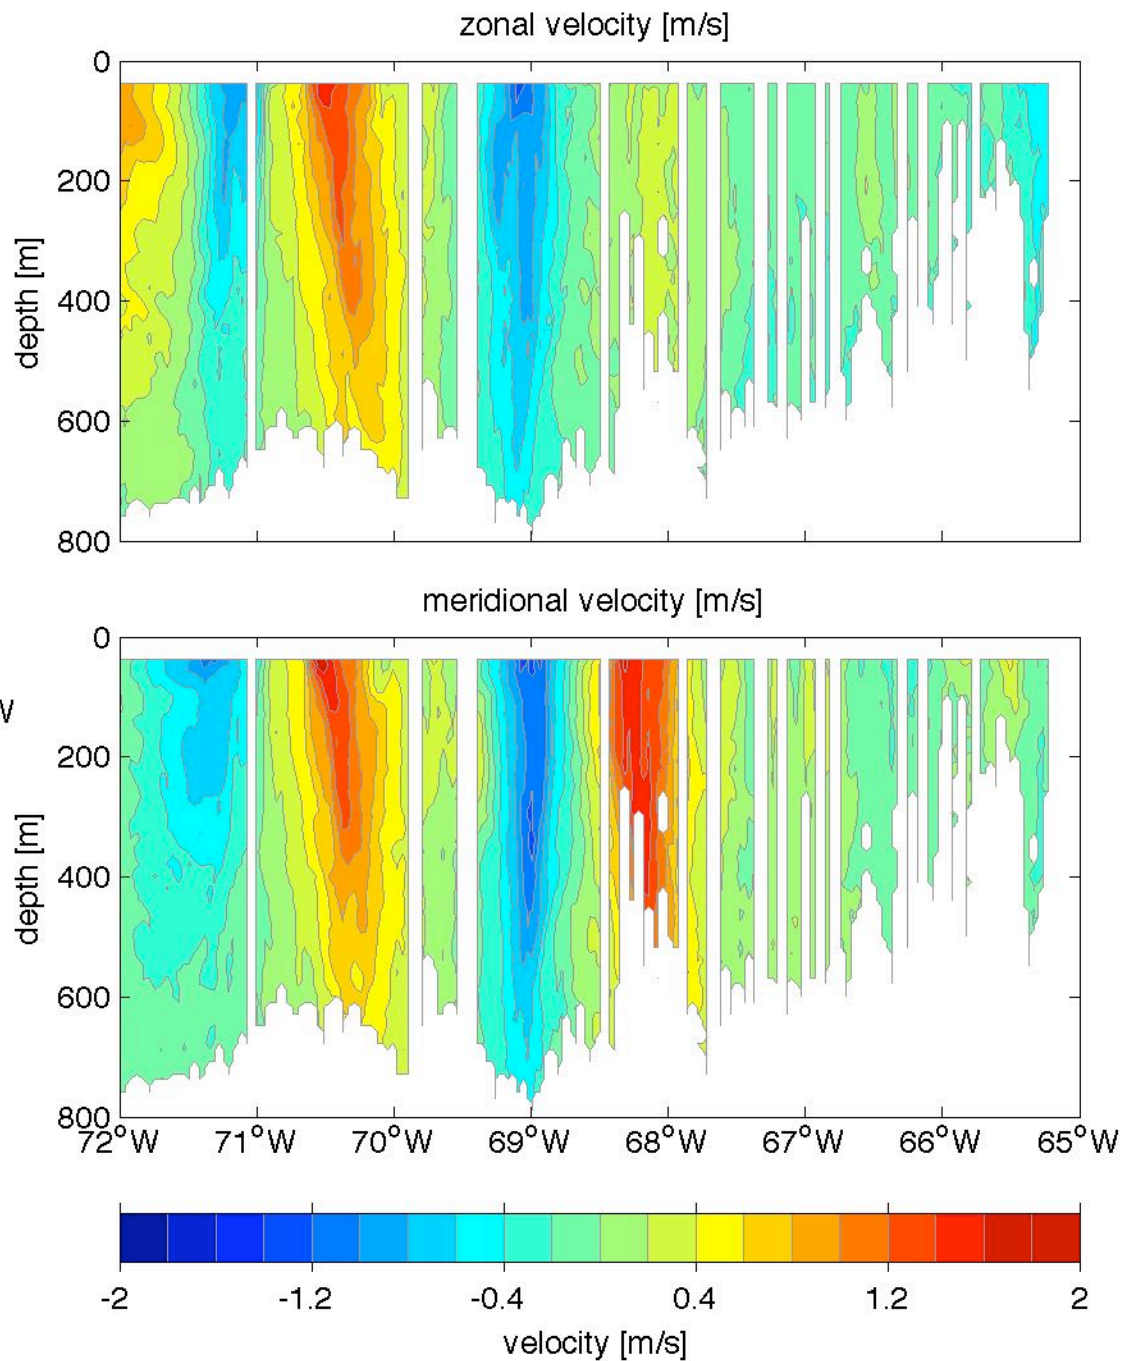 zonal velocity [m/s]
0
200
400
600
800
depth [m]
meridional velocity [m/s]
W
0
200
400
600
800
depth [m]
72°W 71°W 70°W 69°W 68°W 67°W 66°W 65°W
-2 -1.2 -0.4 0.4 1.2 2
velocity [m/s]